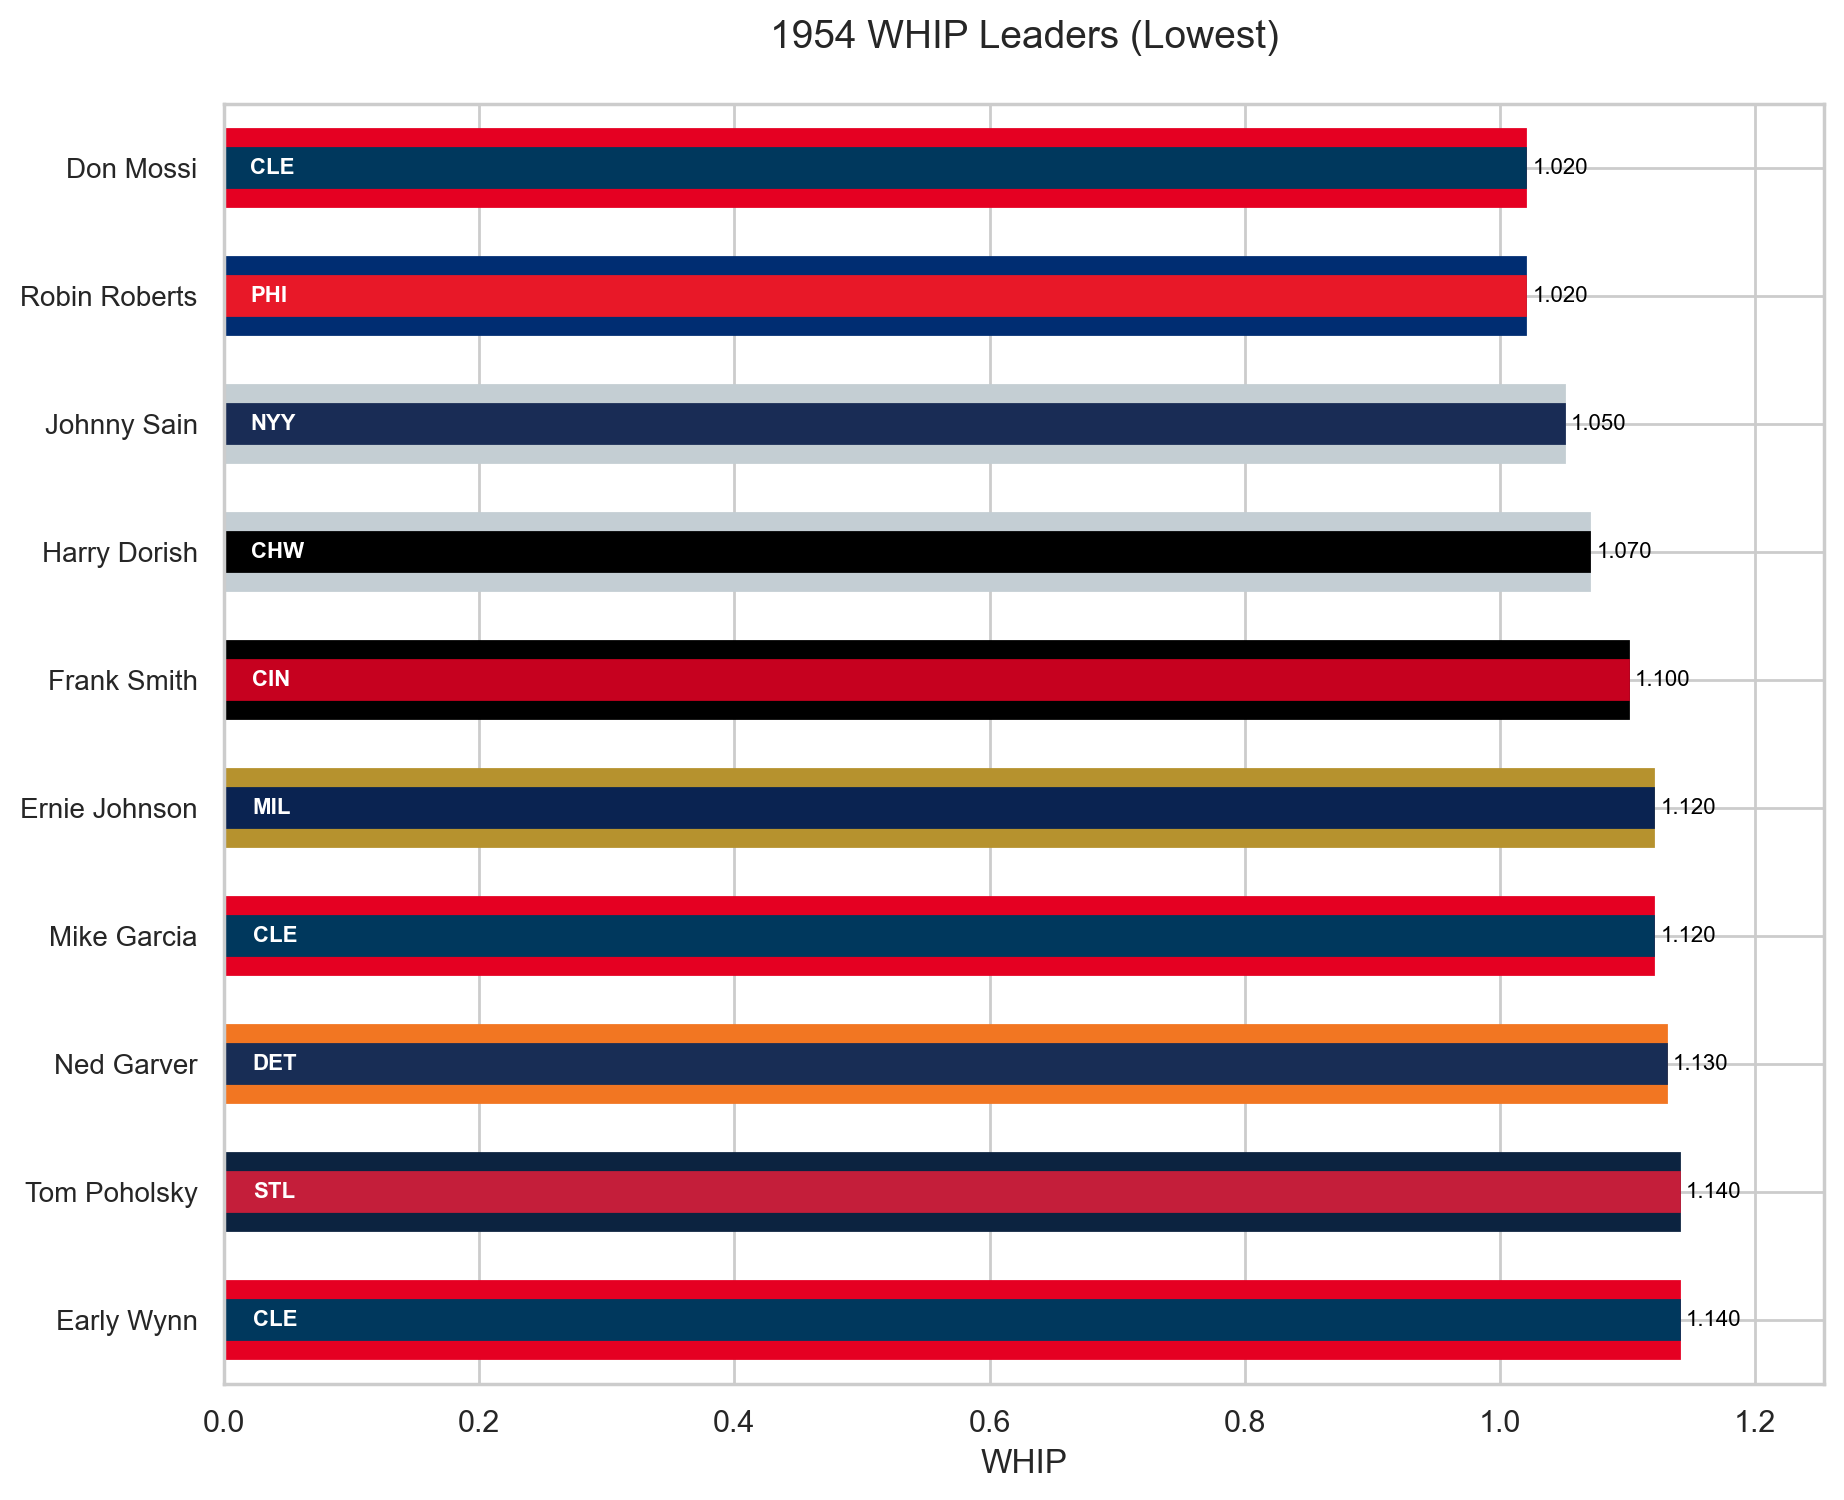 1954 WHIP Leaders (Lowest)
Don Mossi CLE 1.020
Robin Roberts PHI 1.020
Johnny Sain NYY 1.050
Harry Dorish CHW 1.070
Frank Smith CIN 1.100
Ernie Johnson MIL 1.120
Mike Garcia CLE 1.120
Ned Garver DET 1.130
Tom Poholsky STL 1.140
Early Wynn CLE 1.140
0.0 0.2 0.4 0.6 0.8 1.0 1.2
WHIP